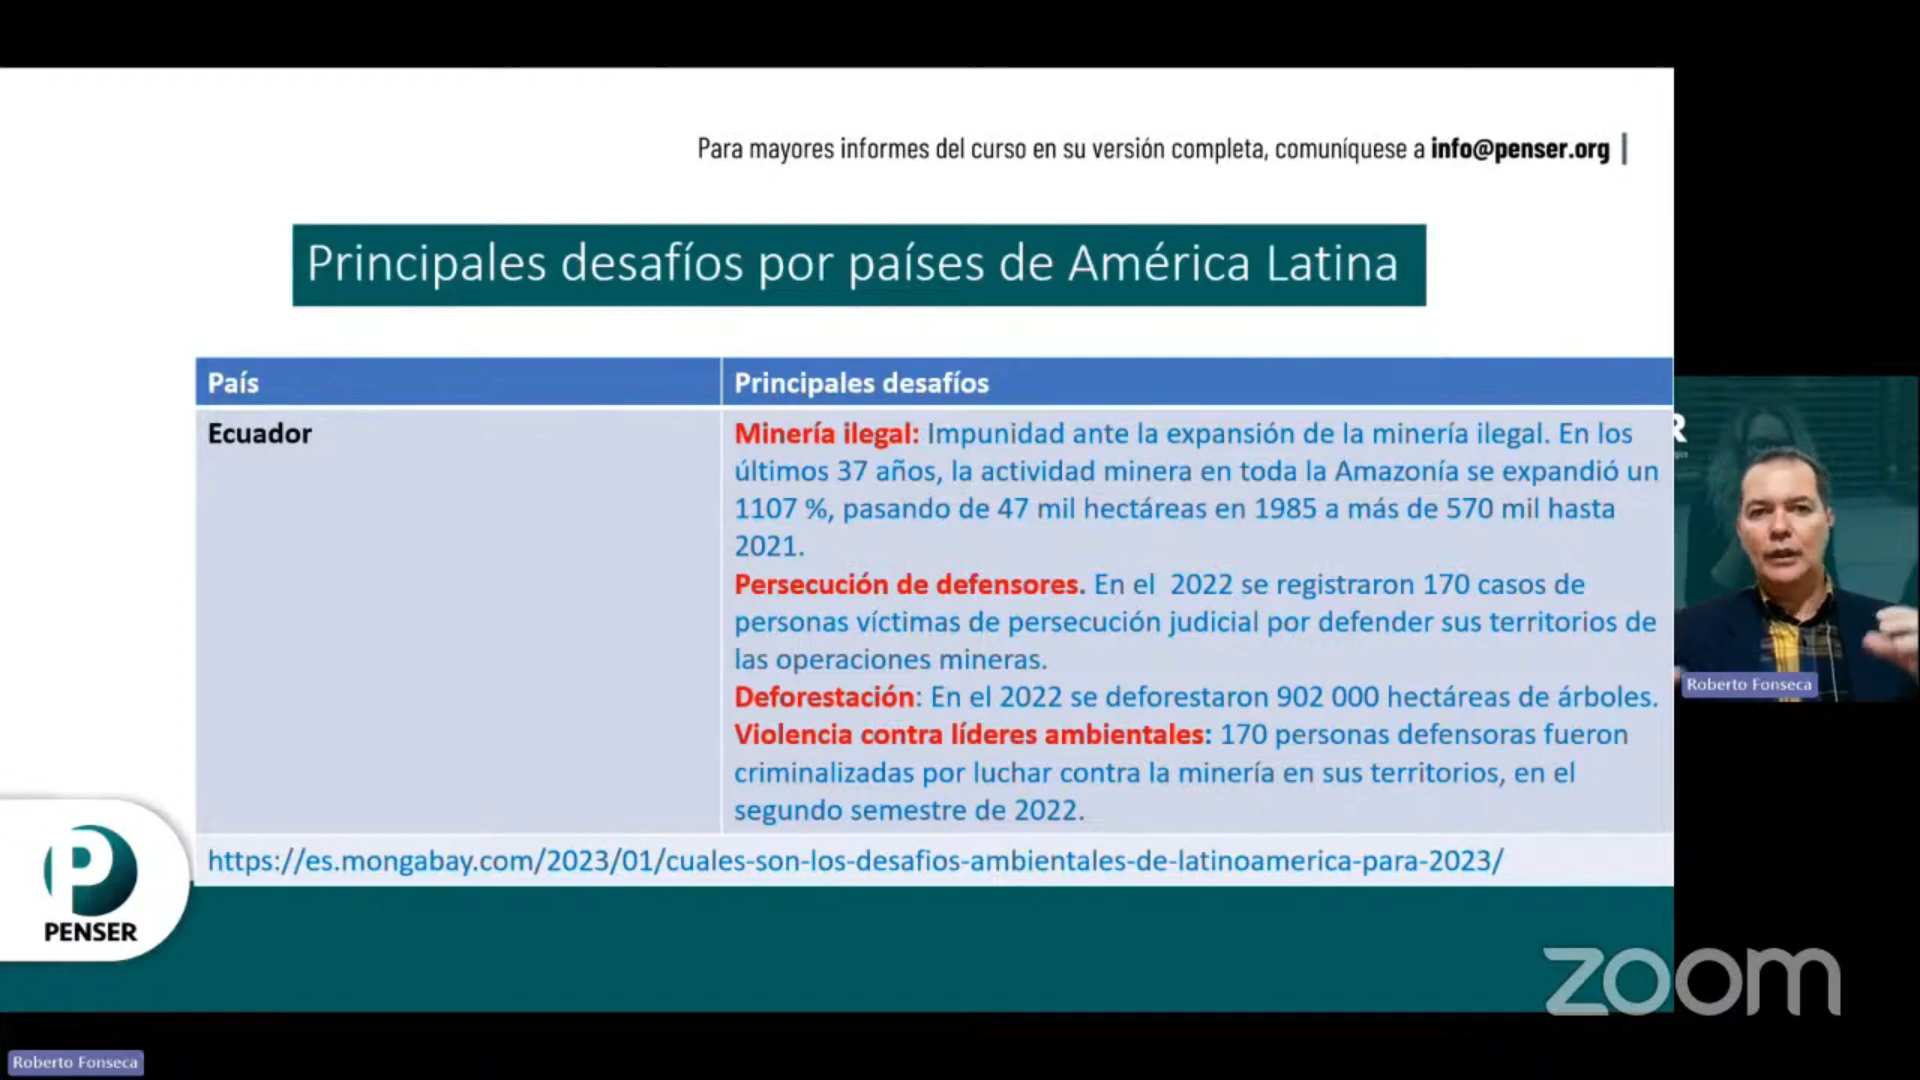 Para mayores informes del curso en su versión completa, comuníquese a info@penser.org |
Principales desafíos por países de América Latina
País
Principales desafíos
Ecuador
Minería ilegal: Impunidad ante la expansión de la minería ilegal. En los
últimos 37 años, la actividad minera en toda la Amazonía se expandió un
1107 %, pasando de 47 mil hectáreas en 1985 a más de 570 mil hasta
2021.
Persecución de defensores. En el  2022 se registraron 170 casos de
personas víctimas de persecución judicial por defender sus territorios de
las operaciones mineras.
Deforestación: En el 2022 se deforestaron 902 000 hectáreas de árboles.
Violencia contra líderes ambientales: 170 personas defensoras fueron
criminalizadas por luchar contra la minería en sus territorios, en el
segundo semestre de 2022.
https://es.mongabay.com/2023/01/cuales-son-los-desafios-ambientales-de-latinoamerica-para-2023/
R
Roberto Fonseca
PENSER
zoom
Roberto Fonseca